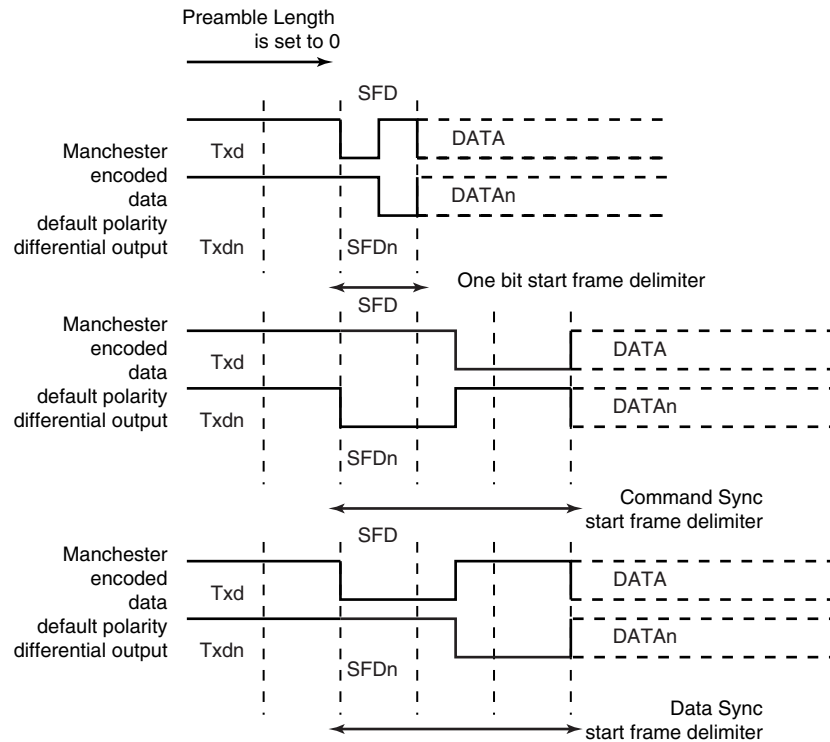 Preamble Length
is set to 0
SFD
Manchester
encoded
data
default polarity
differential output
Txd
DATA
DATAn
Txdn
SFDn
One bit start frame delimiter
SFD
Manchester
encoded
data
default polarity
differential output
Txd
DATA
DATAn
Txdn
SFDn
Command Sync
start frame delimiter
SFD
Manchester
encoded
data
default polarity
differential output
Txd
DATA
DATAn
Txdn
SFDn
Data Sync
start frame delimiter